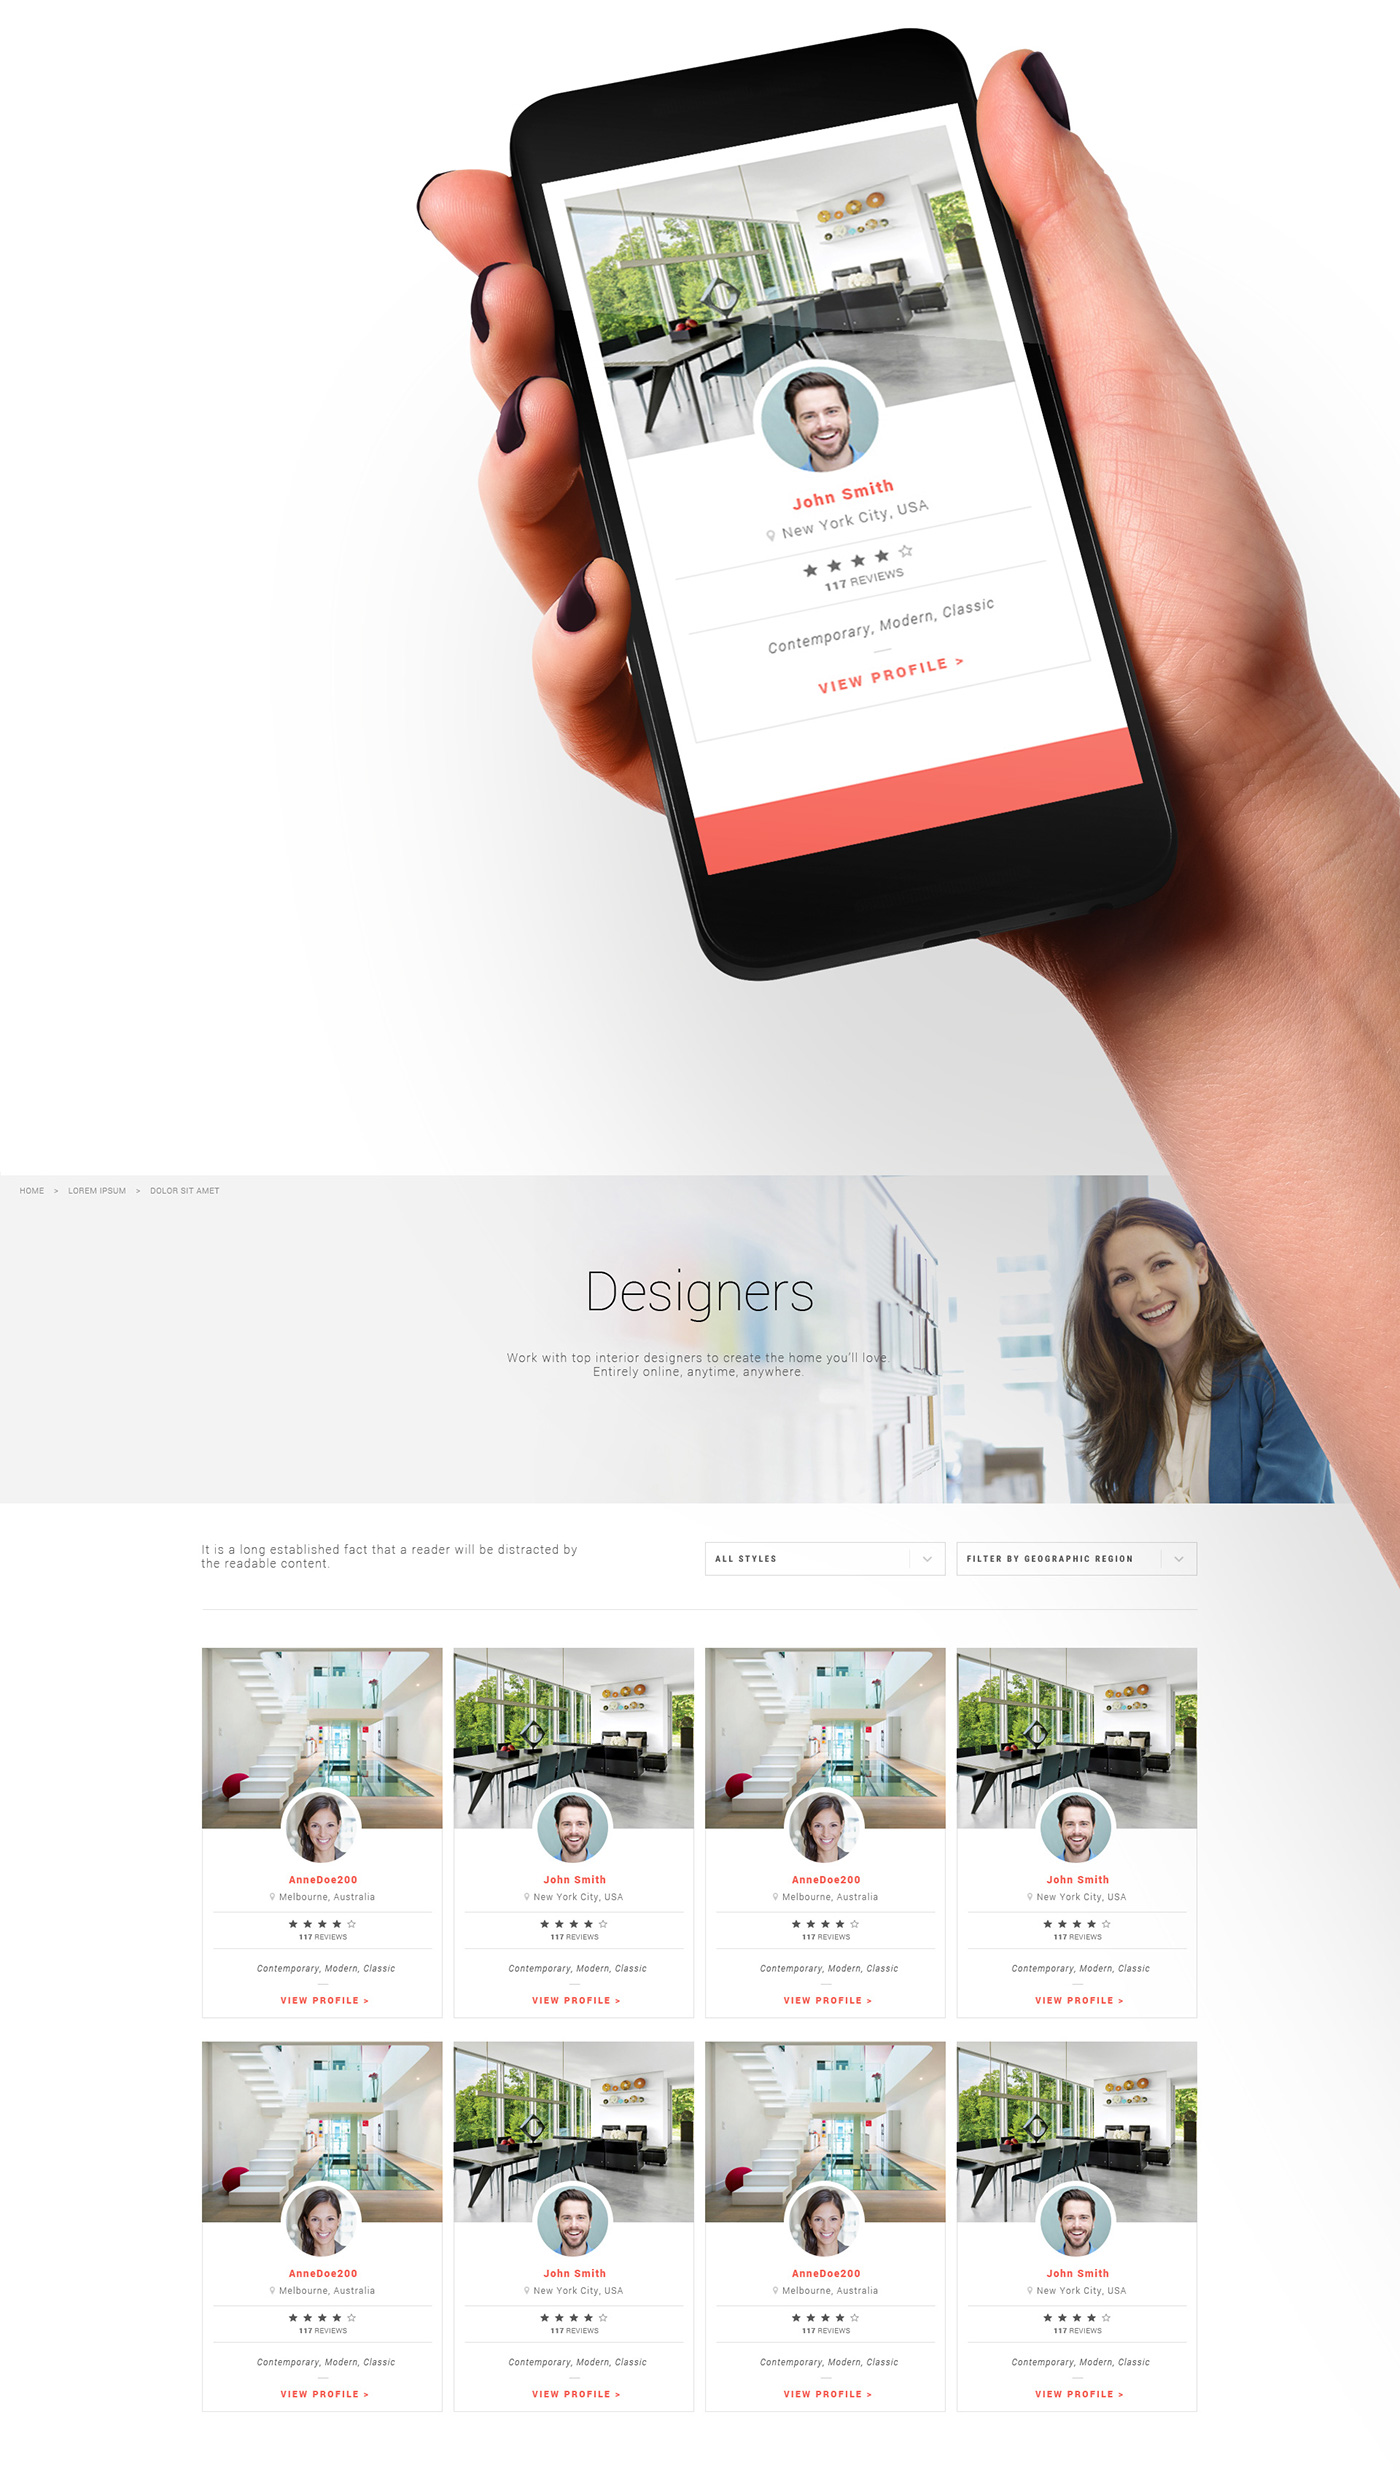 John Smith
New York City, USA
117 REVIEWS
Contemporary, Modern, Classic
VIEW PROFILE >
HOME > LOREM IPSUM > DOLOR SIT AMET
Designers
Work with top interior designers to create the home you'll love.
Entirely online, anytime, anywhere.
It is a long established fact that a reader will be distracted by
the readable content.
ALL STYLES
FILTER BY GEOGRAPHIC REGION
AnneDoe200
Melbourne, Australia
117 REVIEWS
Contemporary, Modern, Classic
VIEW PROFILE >
John Smith
New York City, USA
117 REVIEWS
Contemporary, Modern, Classic
VIEW PROFILE >
AnneDoe200
Melbourne, Australia
117 REVIEWS
Contemporary, Modern, Classic
VIEW PROFILE >
John Smith
New York City, USA
117 REVIEWS
Contemporary, Modern, Classic
VIEW PROFILE >
AnneDoe200
Melbourne, Australia
117 REVIEWS
Contemporary, Modern, Classic
VIEW PROFILE >
John Smith
New York City, USA
117 REVIEWS
Contemporary, Modern, Classic
VIEW PROFILE >
AnneDoe200
Melbourne, Australia
117 REVIEWS
Contemporary, Modern, Classic
VIEW PROFILE >
John Smith
New York City, USA
117 REVIEWS
Contemporary, Modern, Classic
VIEW PROFILE >